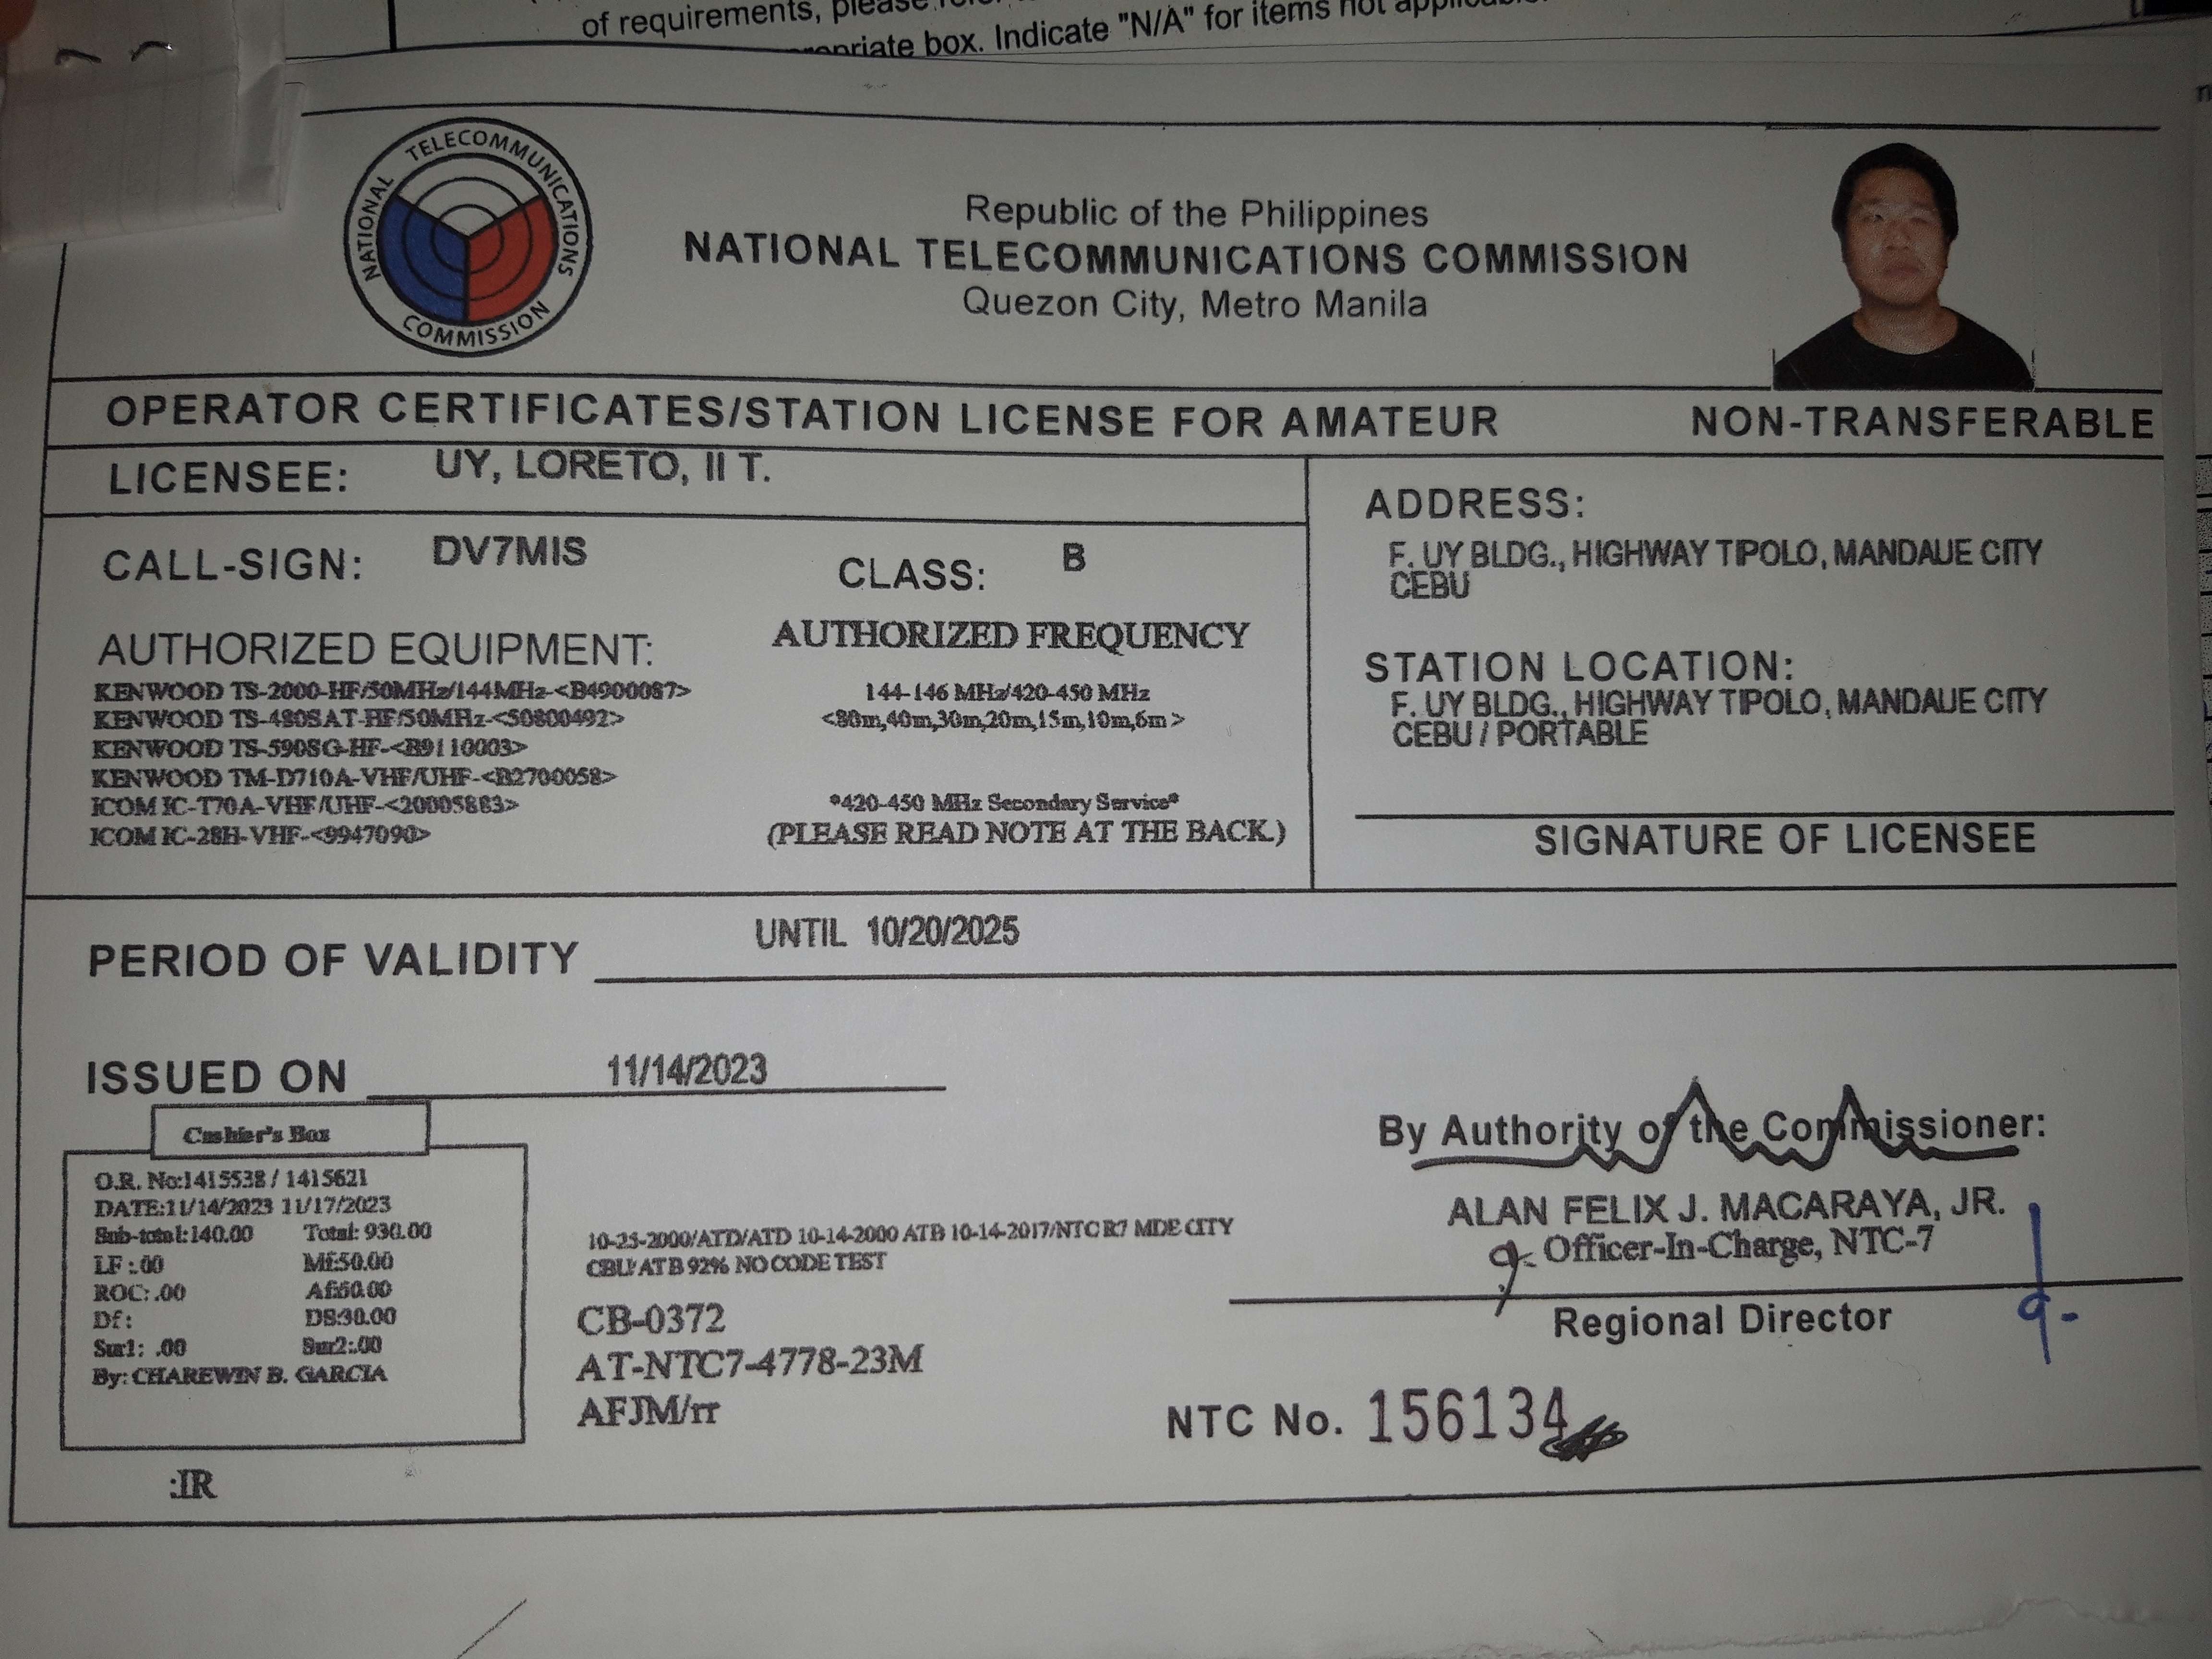 of requirements, please
box. Indicate "N/A" for items not
NATIONAL TELECOMMUNICATIONS COMMISSION
Republic of the Philippines
NATIONAL TELECOMMUNICATIONS COMMISSION
Quezon City, Metro Manila
OPERATOR CERTIFICATES/STATION LICENSE FOR AMATEUR NON-TRANSFERABLE
LICENSEE: UY, LORETO, II T.
CALL-SIGN: DV7MIS
CLASS: B
AUTHORIZED EQUIPMENT:
KENWOOD TS-2000-HF/50MHz/144MHz-<B4900087>
KENWOOD TS-480SAT-HF/50MHz-<50800492>
KENWOOD TS-590SG-HF-<B9110003>
KENWOOD TM-D710A-VHF/UHF-<B2700058>
ICOM IC-T70A-VHF/UHF-<20005883>
ICOM IC-28H-VHF-<9947090>
AUTHORIZED FREQUENCY
144-146 MHz/420-450 MHz
<80m,40m,30m,20m,15m,10m,6m>
*420-450 MHz Secondary Service*
(PLEASE READ NOTE AT THE BACK.)
ADDRESS:
F. UY BLDG., HIGHWAY TIPOLO, MANDAUE CITY
CEBU
STATION LOCATION:
F. UY BLDG., HIGHWAY TIPOLO, MANDAUE CITY
CEBU / PORTABLE
SIGNATURE OF LICENSEE
PERIOD OF VALIDITY UNTIL 10/20/2025
ISSUED ON 11/14/2023
Cashier's Box
O.R. No:1415538 / 1415621
DATE:11/14/2023 11/17/2023
Sub-total:140.00 Total: 930.00
LF :.00 Mf:50.00
ROC: .00 Af:60.00
Df: DS:30.00
Sur1: .00 Sur2:.00
By: CHAREWIN B. GARCIA
:IR
10-25-2000/ATD/ATD 10-14-2000 ATB 10-14-2017/NTC R7 MDE CITY
CBU/ ATB 92% NO CODE TEST
CB-0372
AT-NTC7-4778-23M
AFJM/rr
By Authority of the Commissioner:
ALAN FELIX J. MACARAYA, JR.
Officer-In-Charge, NTC-7
Regional Director
NTC No. 156134